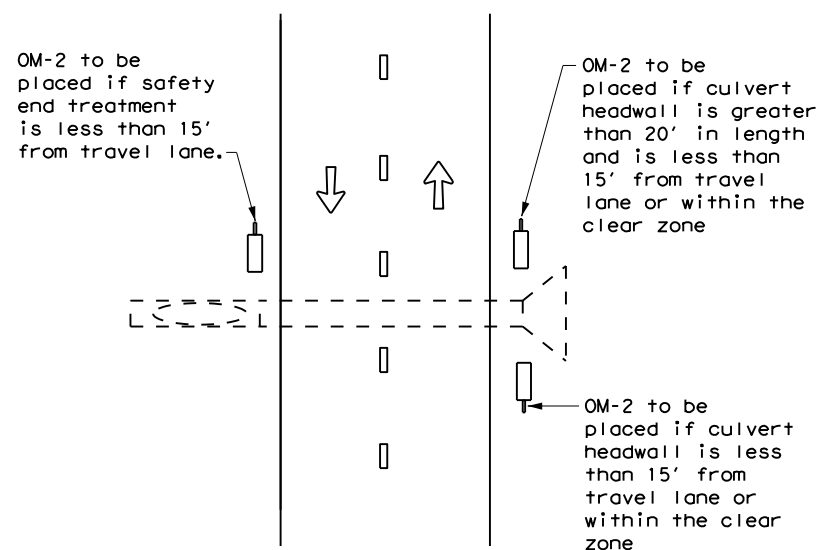 OM-2 to be
placed if safety
end treatment
is less than 15'
from travel lane.
OM-2 to be
placed if culvert
headwall is greater
than 20' in length
and is less than
15' from travel
lane or within the
clear zone
OM-2 to be
placed if culvert
headwall is less
than 15' from
travel lane or
within the clear
zone